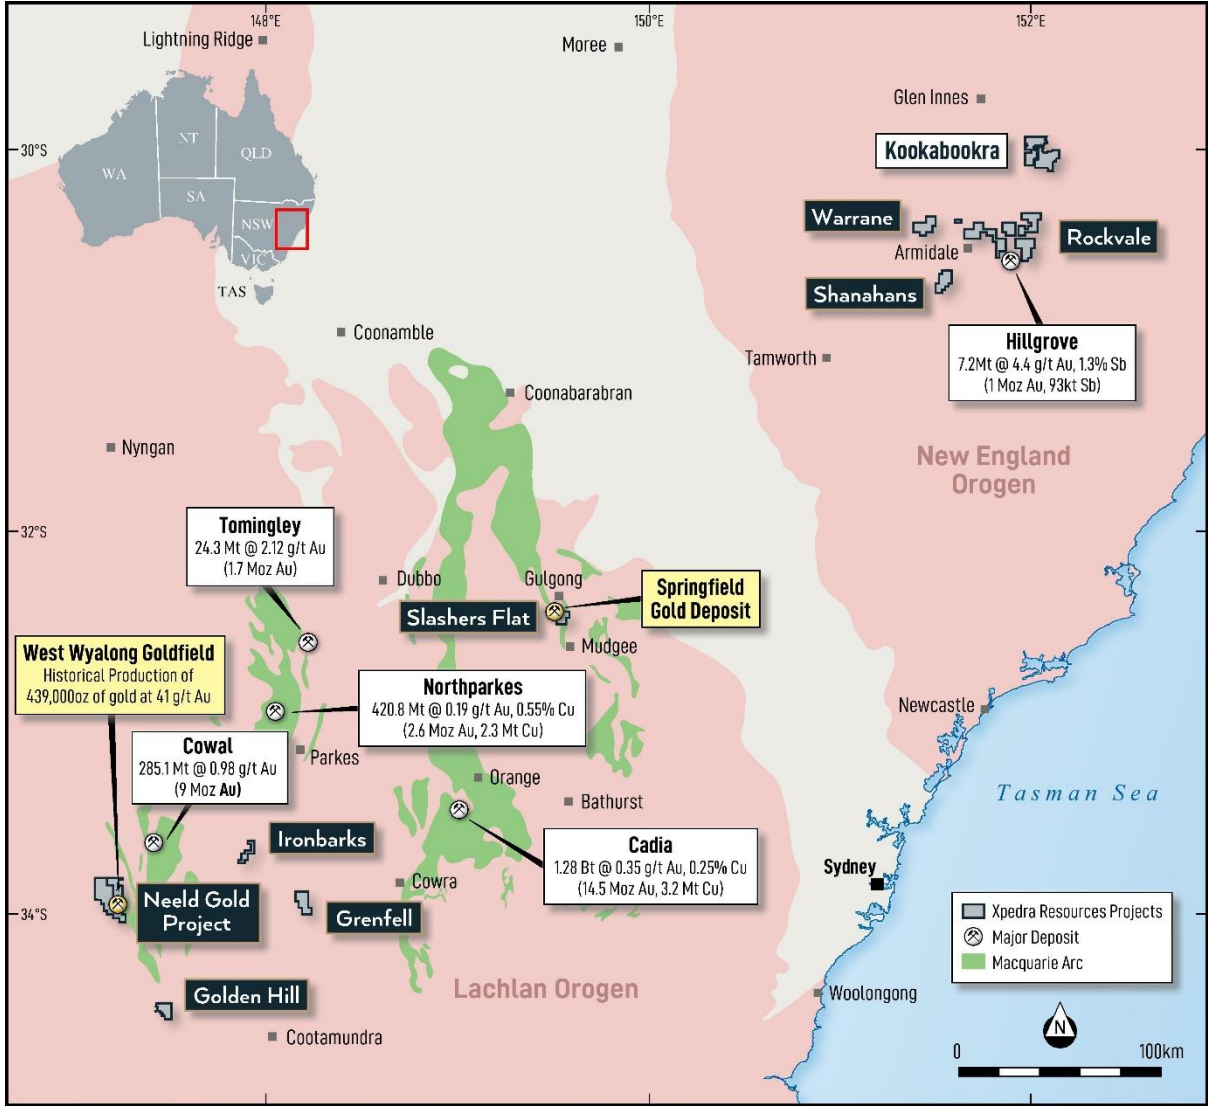 148°E
150°E
152°E
Lightning Ridge
Moree
Glen Innes
30°S
Kookabookra
WA
NT
QLD
SA
NSW
VIC
TAS
Warrane
Armidale
Rockvale
Shanahans
Hillgrove
7.2Mt @ 4.4 g/t Au, 1.3% Sb
(1 Moz Au, 93kt Sb)
Coonamble
Tamworth
Coonabarabran
Nyngan
New England
Orogen
32°S
Tomingley
24.3 Mt @ 2.12 g/t Au
(1.7 Moz Au)
Dubbo
Gulgong
Slashers Flat
Springfield
Gold Deposit
Mudgee
West Wyalong Goldfield
Historical Production of
439,000oz of gold at 41 g/t Au
Northparkes
420.8 Mt @ 0.19 g/t Au, 0.55% Cu
(2.6 Moz Au, 2.3 Mt Cu)
Newcastle
Cowal
285.1 Mt @ 0.98 g/t Au
(9 Moz Au)
Parkes
Orange
Bathurst
Tasman Sea
Ironbarks
Cadia
1.28 Bt @ 0.35 g/t Au, 0.25% Cu
(14.5 Moz Au, 3.2 Mt Cu)
Sydney
Cowra
34°S
Neeld Gold
Project
Grenfell
Xpedra Resources Projects
Major Deposit
Macquarie Arc
Golden Hill
Lachlan Orogen
Woolongong
Cootamundra
N
0
100km